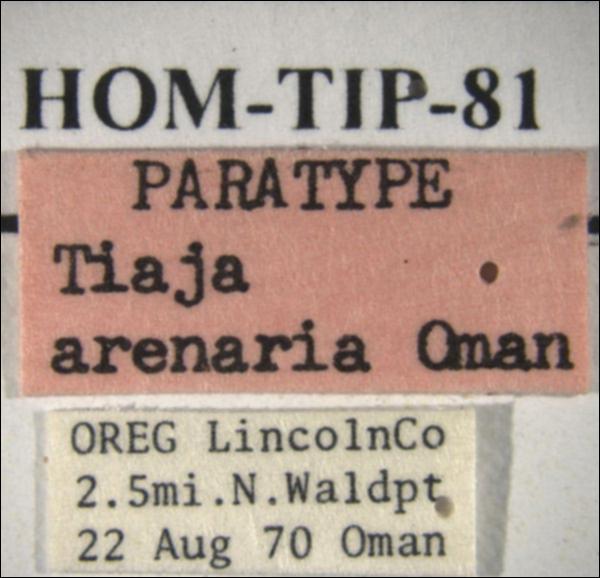 HOM-TIP-81
PARATYPE
Tiaja
arenaria Oman
OREG LincolnCo
2.5mi.N.Waldpt
22 Aug 70 Oman